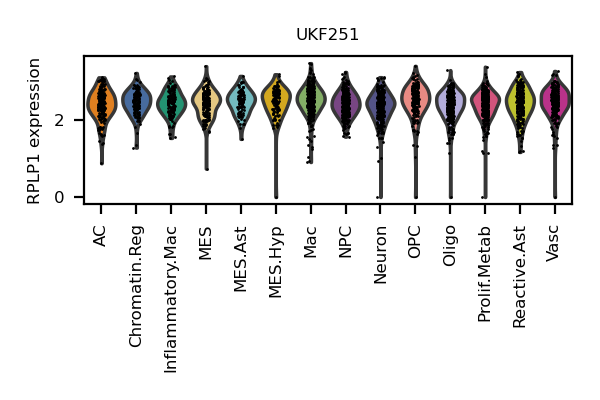 UKF251
RPLP1 expression
2
0
AC
Chromatin.Reg
Inflammatory.Mac
MES
MES.Ast
MES.Hyp
Mac
NPC
Neuron
OPC
Oligo
Prolif.Metab
Reactive.Ast
Vasc